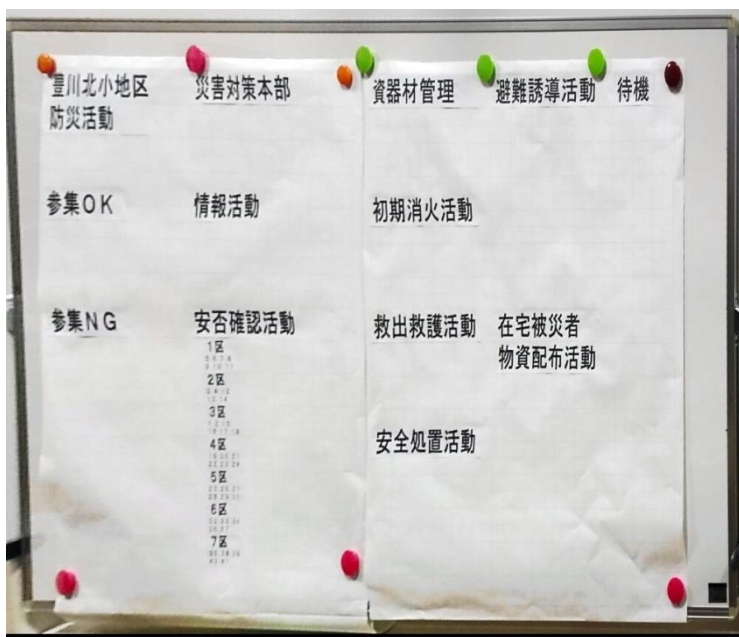 豊川北小地区
防災活動
災害対策本部
資器材管理
避難誘導活動
待機
参集OK
情報活動
初期消火活動
参集NG
安否確認活動
1区
2区
3区
4区
5区
6区
7区
救出救護活動
在宅被災者
物資配布活動
安全処置活動